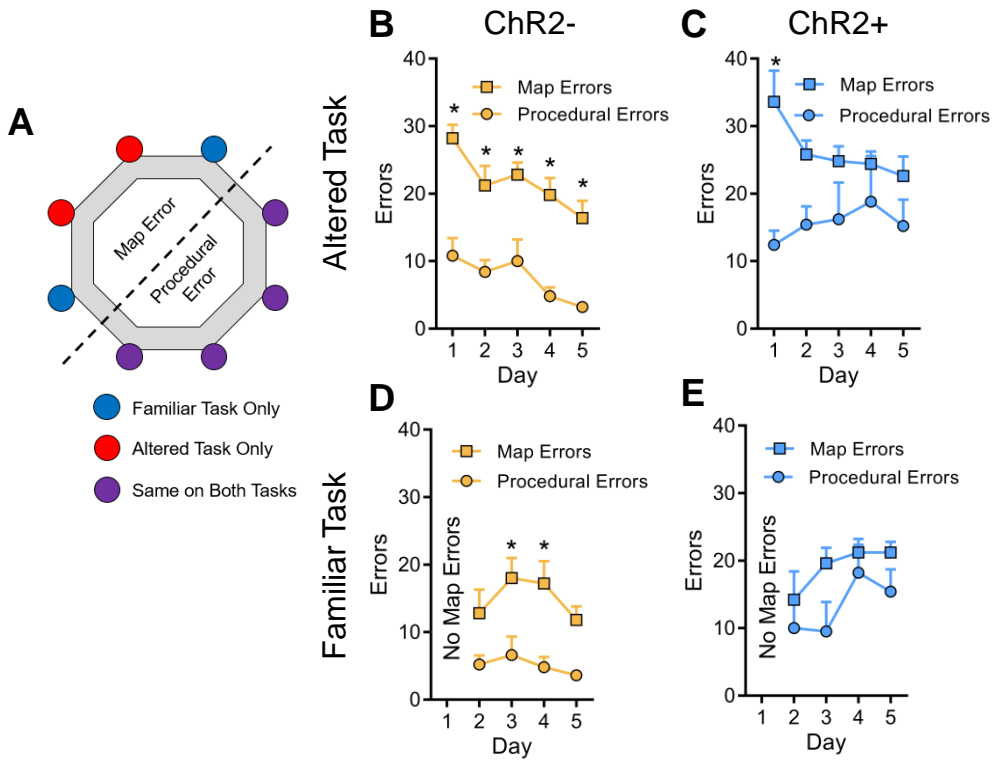 ChR2-
ChR2+
A
Map Error
Procedural
Error
Familiar Task Only
Altered Task Only
Same on Both Tasks
Altered Task
B
40
30
20
10
0
Errors
*
*
*
*
*
Map Errors
Procedural Errors
1 2 3 4 5
Day
C
40
30
20
10
0
Errors
*
Map Errors
Procedural Errors
1 2 3 4 5
Day
Familiar Task
D
40
30
20
10
0
Errors
No Map Errors
* *
Map Errors
Procedural Errors
1 2 3 4 5
Day
E
40
30
20
10
0
Errors
No Map Errors
Map Errors
Procedural Errors
1 2 3 4 5
Day